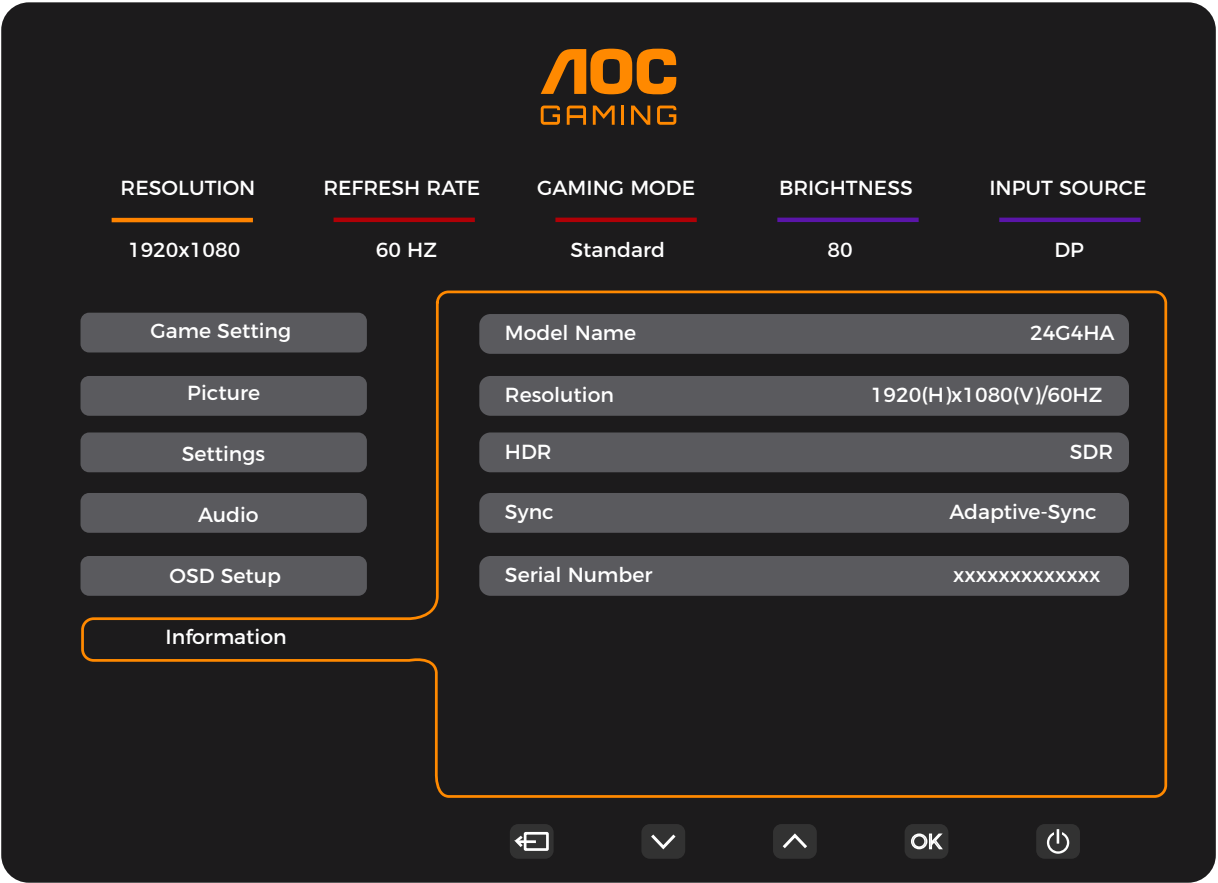 AOC
GAMING
RESOLUTION REFRESH RATE GAMING MODE BRIGHTNESS INPUT SOURCE
1920x1080 60 HZ Standard 80 DP
Game Setting
Picture
Settings
Audio
OSD Setup
Information
Model Name 24G4HA
Resolution 1920(H)x1080(V)/60HZ
HDR SDR
Sync Adaptive-Sync
Serial Number xxxxxxxxxxxxx
OK